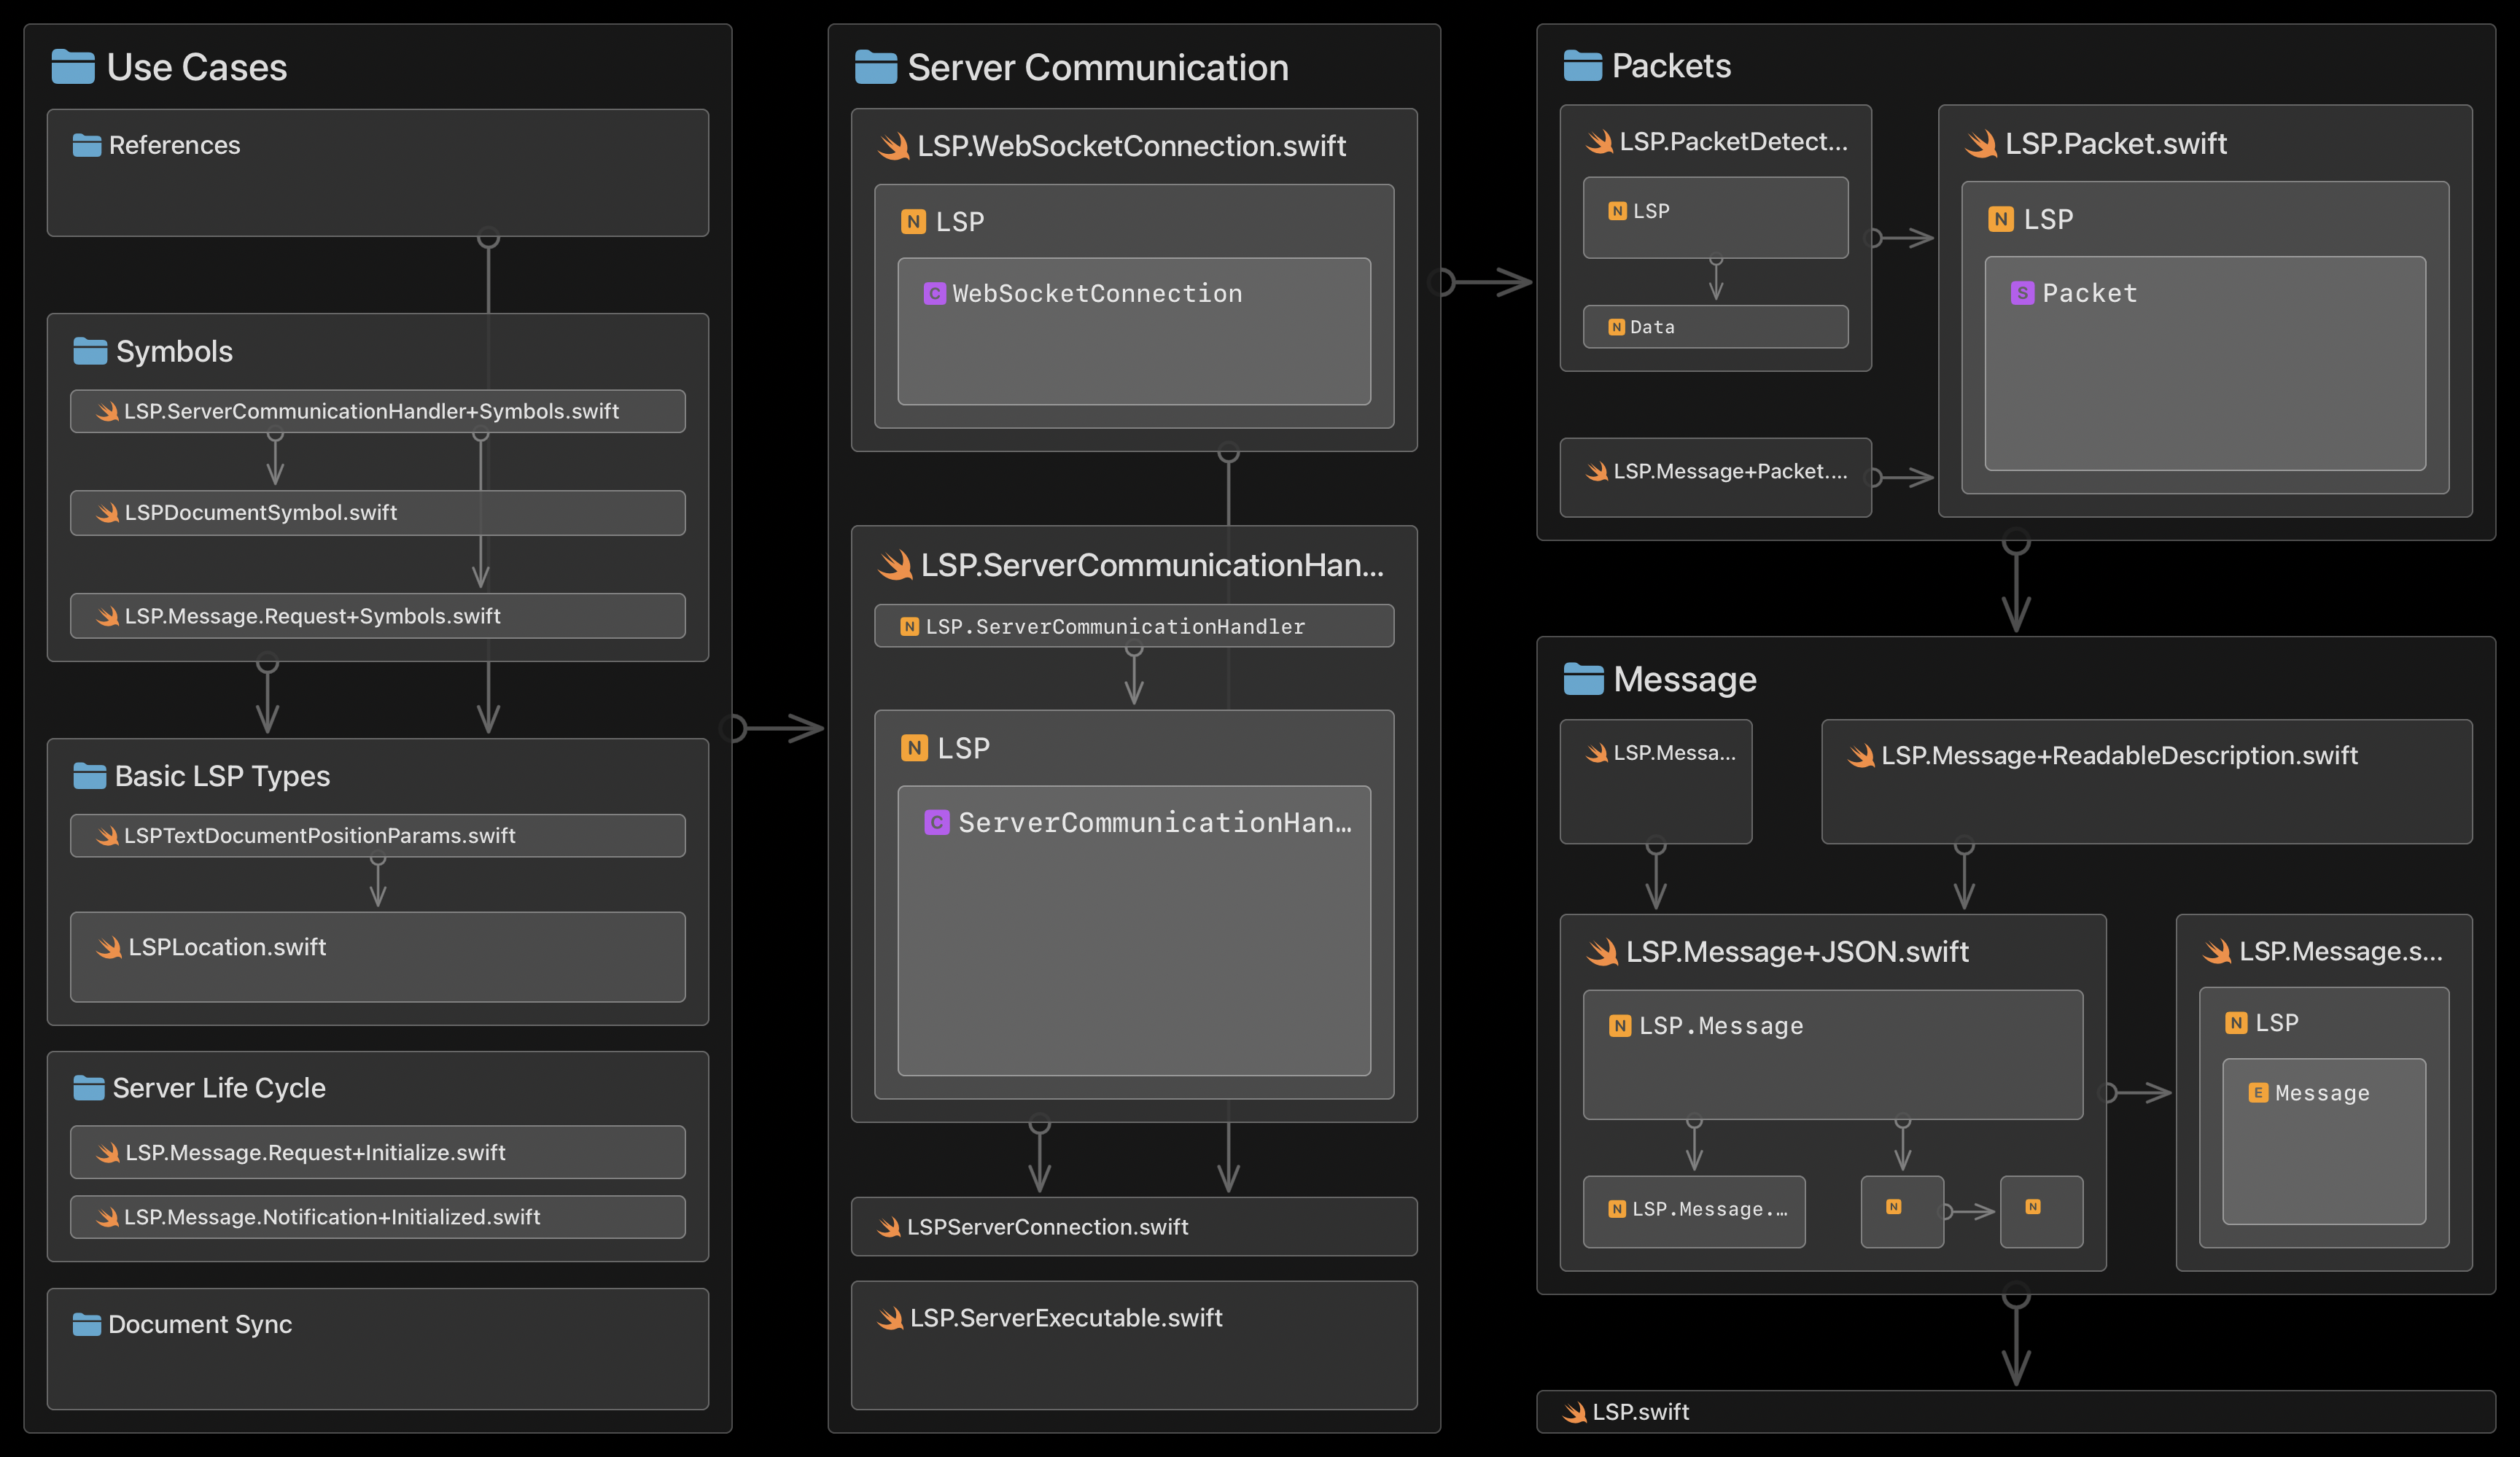 Use Cases
References
Symbols
LSP.ServerCommunicationHandler+Symbols.swift
LSPDocumentSymbol.swift
LSP.Message.Request+Symbols.swift
Basic LSP Types
LSPTextDocumentPositionParams.swift
LSPLocation.swift
Server Life Cycle
LSP.Message.Request+Initialize.swift
LSP.Message.Notification+Initialized.swift
Document Sync
Server Communication
LSP.WebSocketConnection.swift
N LSP
C WebSocketConnection
LSP.ServerCommunicationHan...
N LSP.ServerCommunicationHandler
N LSP
C ServerCommunicationHan…
LSPServerConnection.swift
LSP.ServerExecutable.swift
Packets
LSP.PacketDetect...
N LSP
N Data
LSP.Message+Packet....
LSP.Packet.swift
N LSP
S Packet
Message
LSP.Messa...
LSP.Message+ReadableDescription.swift
LSP.Message+JSON.swift
N LSP.Message
N LSP.Message.…
N
N
LSP.Message.s...
N LSP
E Message
LSP.swift